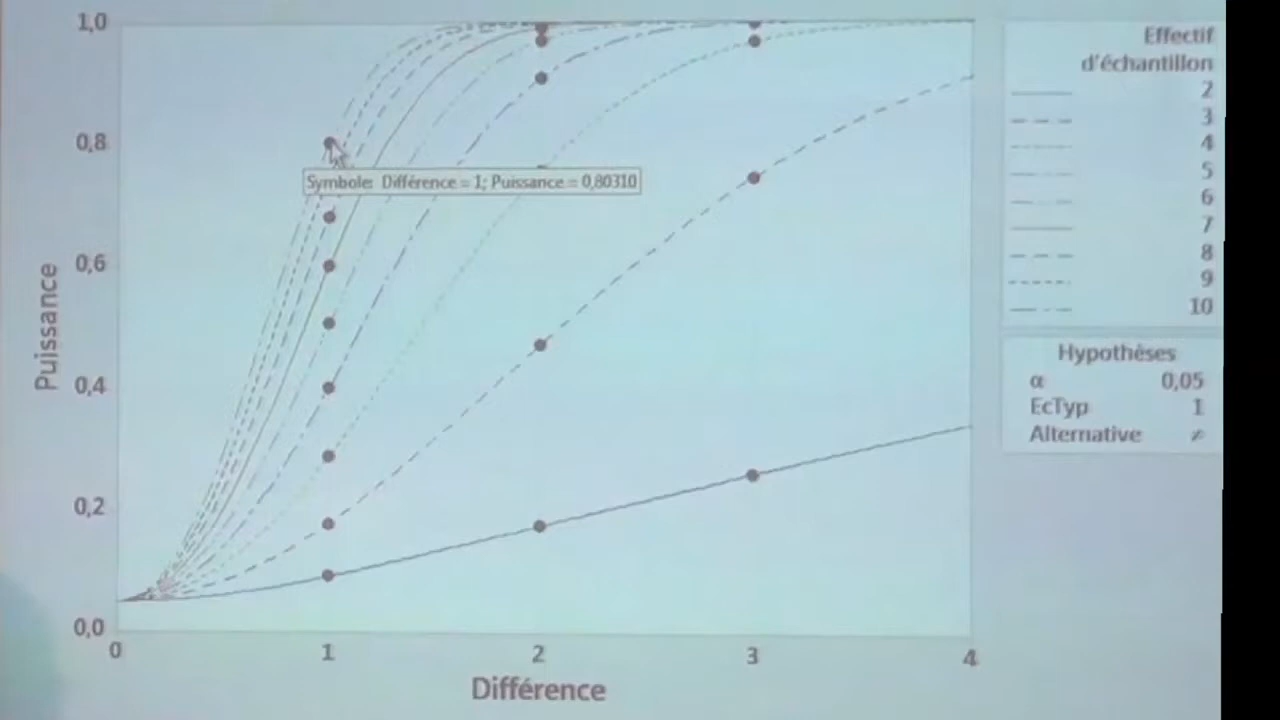 1,0
0,8
0,6
0,4
0,2
0,0
Puissance
Symbole: Différence = 1; Puissance = 0,80310
0 1 2 3 4
Différence
Effectif
d'échantillon
2
3
4
5
6
7
8
9
10
Hypothèses
α 0,05
EcTyp 1
Alternative ≠